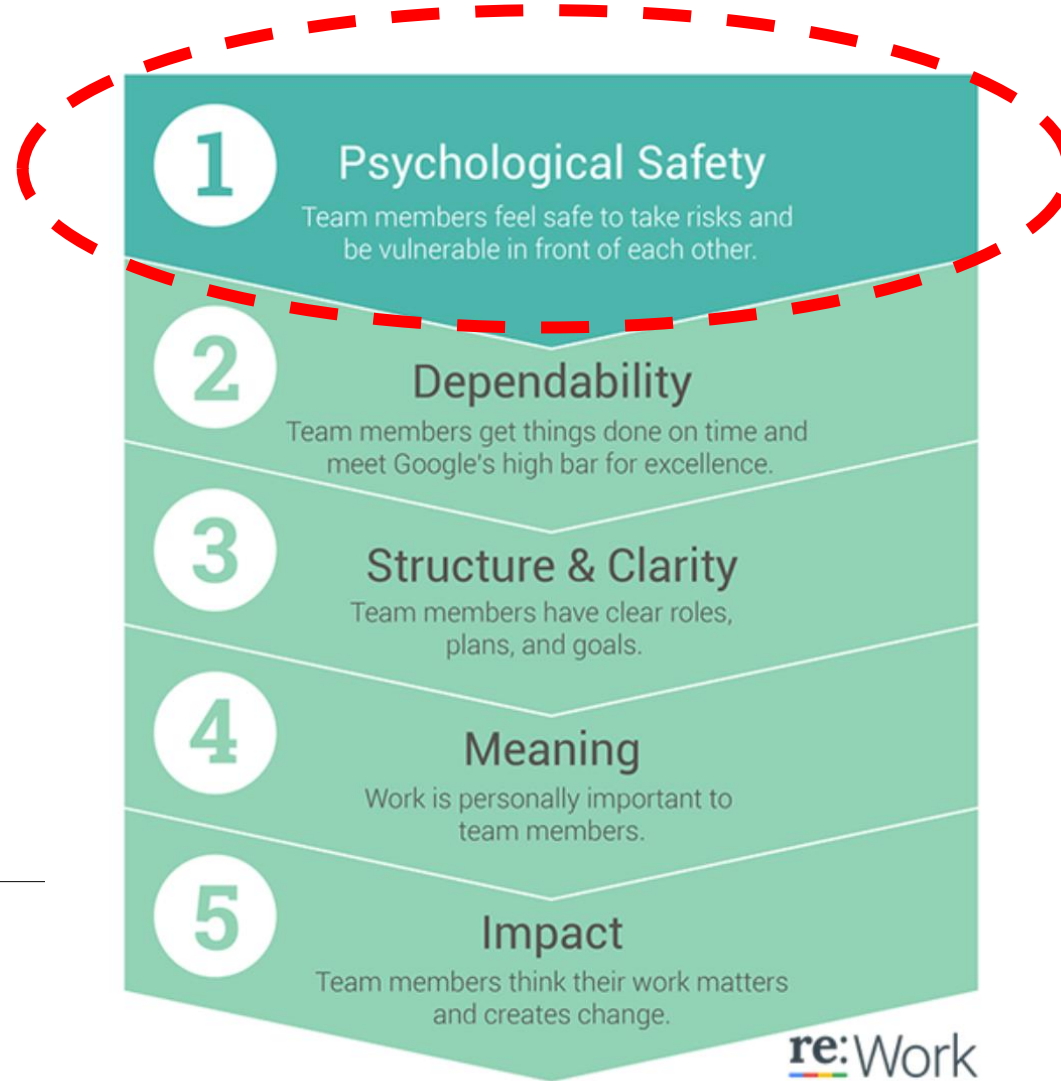 1
Psychological Safety
Team members feel safe to take risks and
be vulnerable in front of each other.
2
Dependability
Team members get things done on time and
meet Google's high bar for excellence.
3
Structure & Clarity
Team members have clear roles,
plans, and goals.
4
Meaning
Work is personally important to
team members.
5
Impact
Team members think their work matters
and creates change.
re:Work